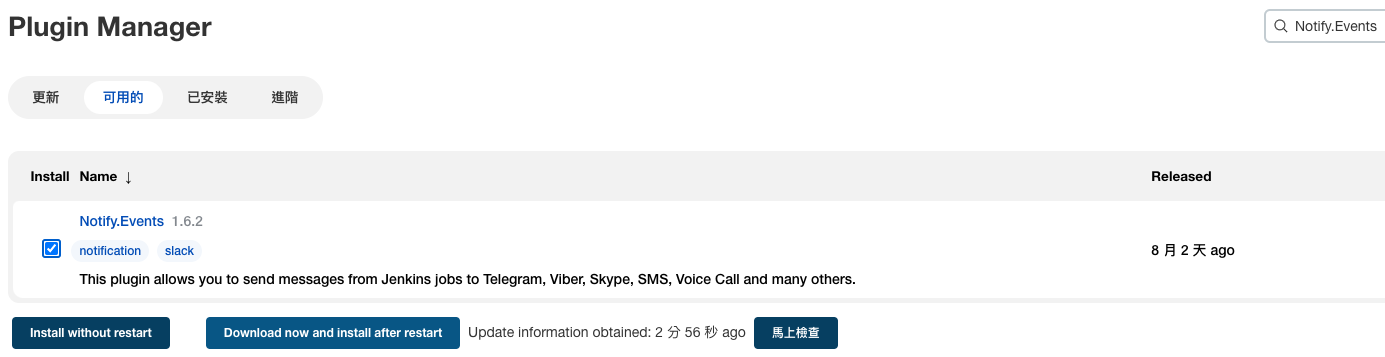 Plugin Manager
Notify.Events
更新 可用的 已安裝 進階
Install Name ↓ Released
Notify.Events 1.6.2
notification slack
8 月 2 天 ago
This plugin allows you to send messages from Jenkins jobs to Telegram, Viber, Skype, SMS, Voice Call and many others.
Install without restart Download now and install after restart Update information obtained: 2 分 56 秒 ago 馬上檢查